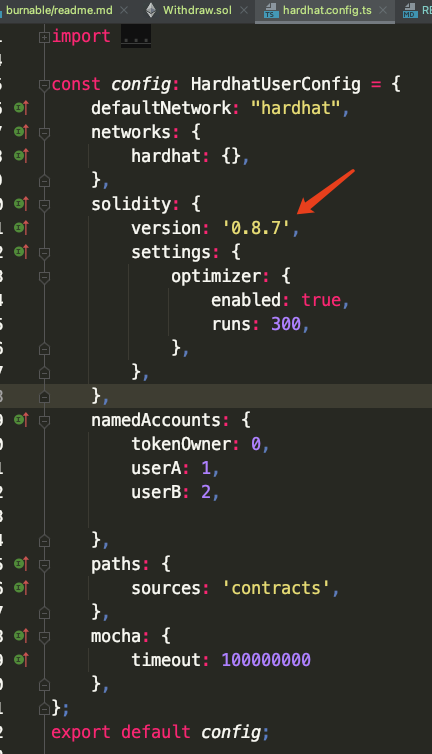 burnable/readme.md Withdraw.sol hardhat.config.ts
import ...
const config: HardhatUserConfig = {
    defaultNetwork: "hardhat",
    networks: {
        hardhat: {},
    },
    solidity: {
        version: '0.8.7',
        settings: {
            optimizer: {
                enabled: true,
                runs: 300,
            },
        },
    },
    namedAccounts: {
        tokenOwner: 0,
        userA: 1,
        userB: 2,
    },
    paths: {
        sources: 'contracts',
    },
    mocha: {
        timeout: 100000000
    },
};
export default config;